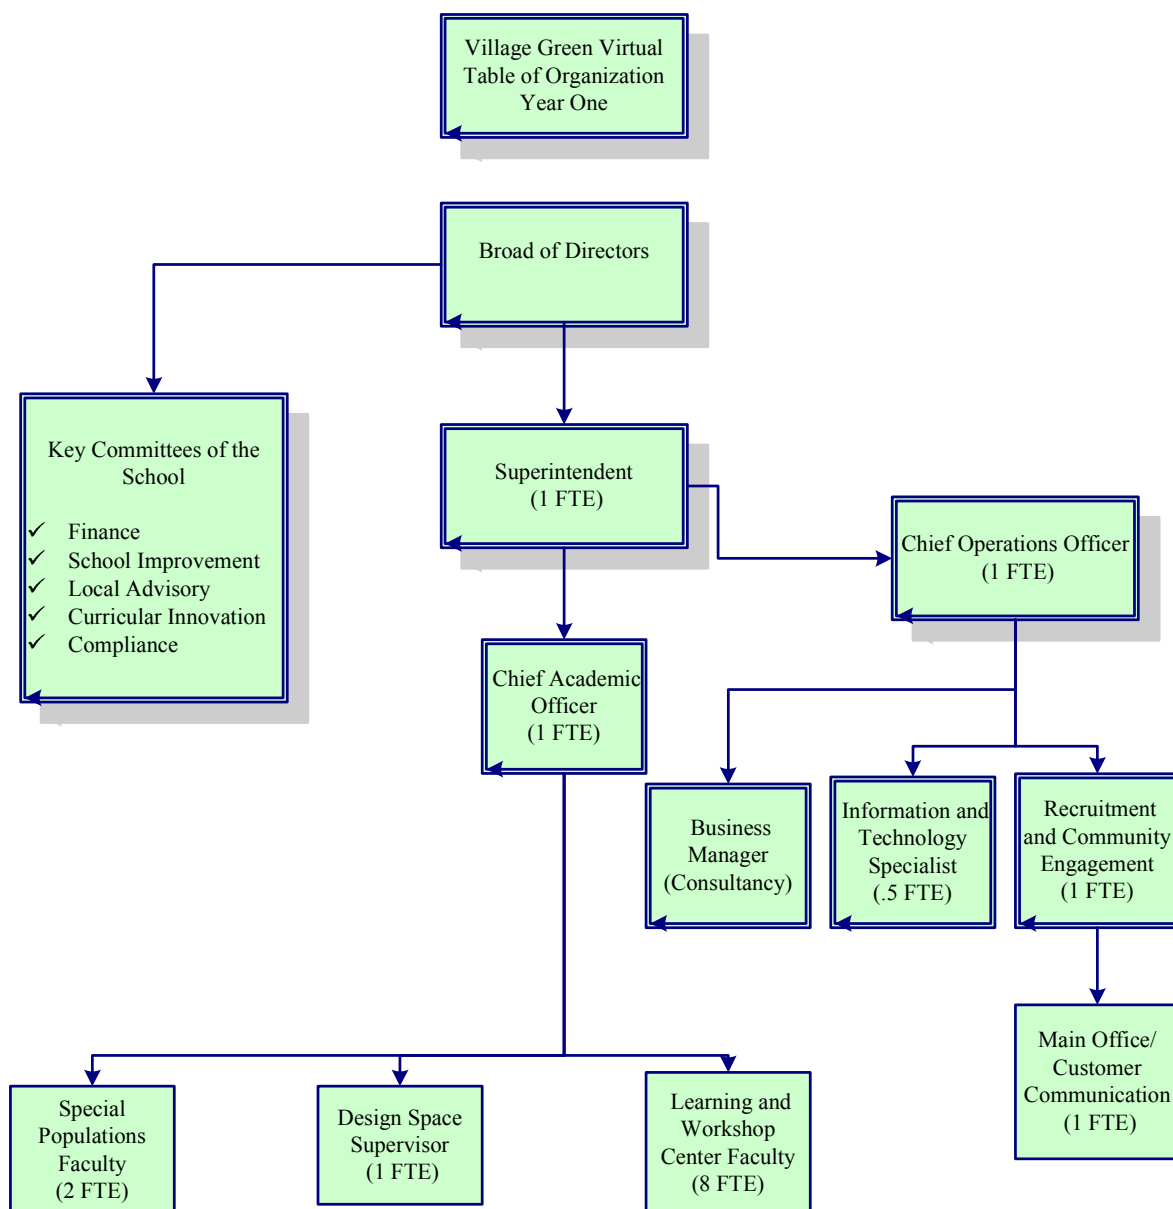 Village Green Virtual
Table of Organization
Year One
Broad of Directors
Key Committees of the
School
✓ Finance
✓ School Improvement
✓ Local Advisory
✓ Curricular Innovation
✓ Compliance
Superintendent
(1 FTE)
Chief Operations Officer
(1 FTE)
Chief Academic
Officer
(1 FTE)
Business
Manager
(Consultancy)
Information and
Technology
Specialist
(.5 FTE)
Recruitment
and Community
Engagement
(1 FTE)
Main Office/
Customer
Communication
(1 FTE)
Special
Populations
Faculty
(2 FTE)
Design Space
Supervisor
(1 FTE)
Learning and
Workshop
Center Faculty
(8 FTE)